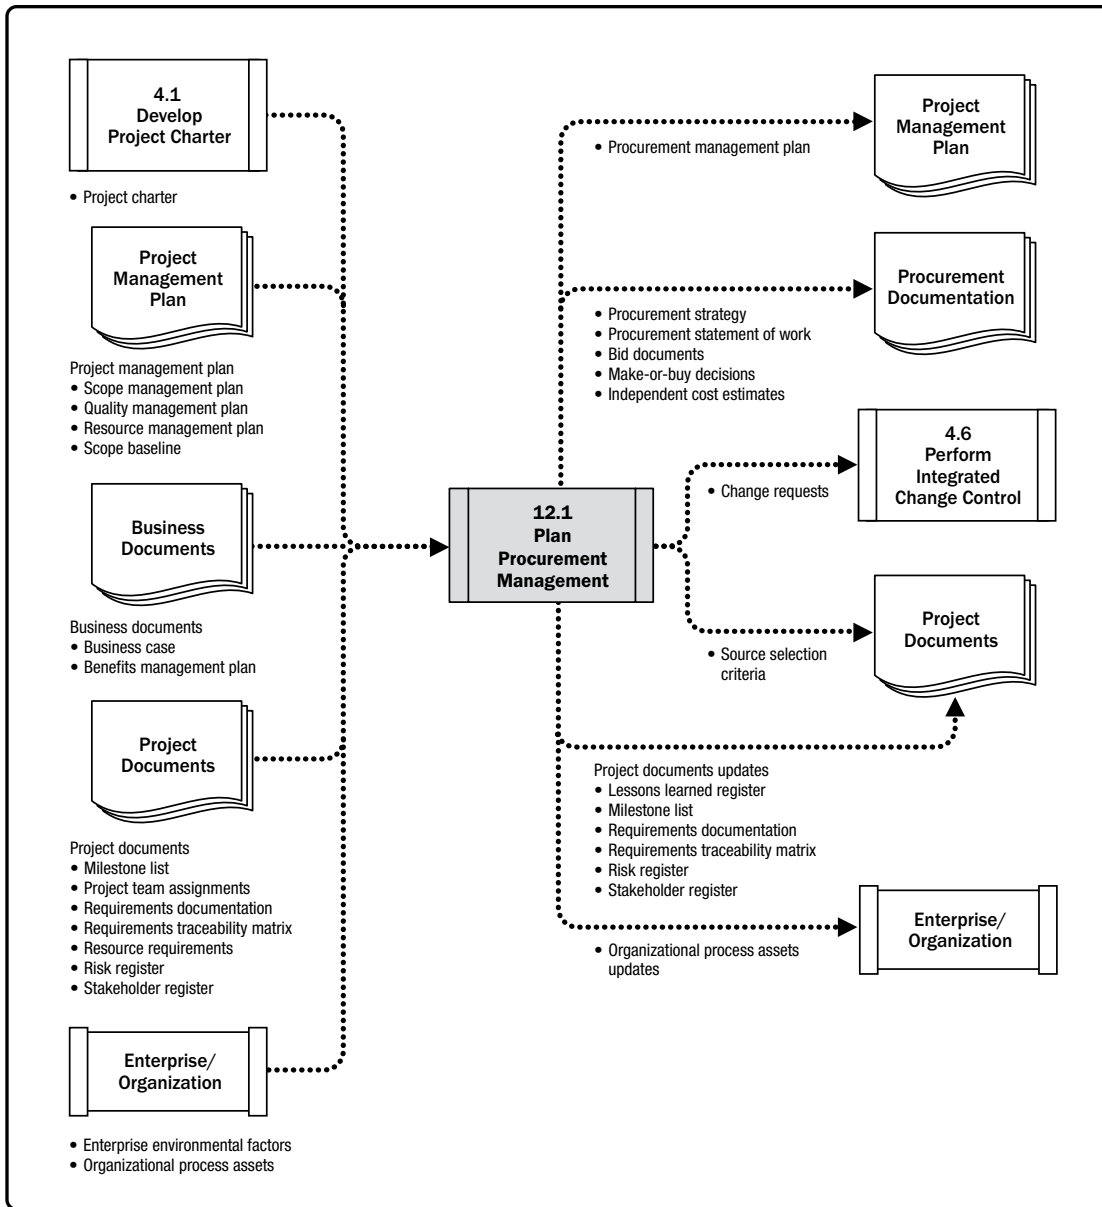 4.1
Develop
Project Charter
• Project charter
Project
Management
Plan
Project management plan
• Scope management plan
• Quality management plan
• Resource management plan
• Scope baseline
Business
Documents
Business documents
• Business case
• Benefits management plan
Project
Documents
Project documents
• Milestone list
• Project team assignments
• Requirements documentation
• Requirements traceability matrix
• Resource requirements
• Risk register
• Stakeholder register
Enterprise/
Organization
• Enterprise environmental factors
• Organizational process assets
12.1
Plan
Procurement
Management
• Procurement management plan
Project
Management
Plan
• Procurement strategy
• Procurement statement of work
• Bid documents
• Make-or-buy decisions
• Independent cost estimates
Procurement
Documentation
• Change requests
4.6
Perform
Integrated
Change Control
• Source selection
criteria
Project
Documents
Project documents updates
• Lessons learned register
• Milestone list
• Requirements documentation
• Requirements traceability matrix
• Risk register
• Stakeholder register
• Organizational process assets
updates
Enterprise/
Organization